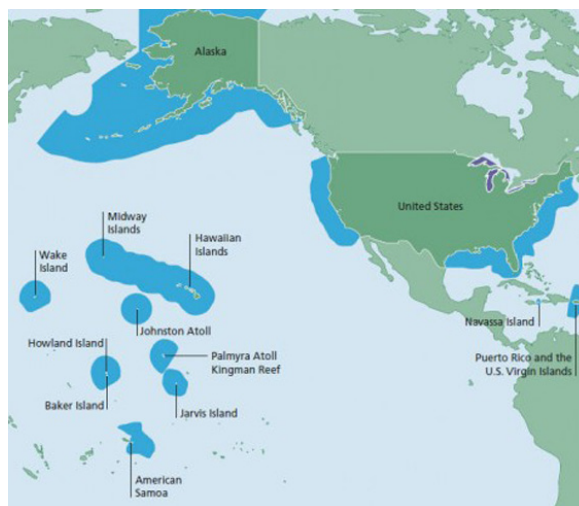 Alaska
United States
Midway
Islands
Hawaiian
Islands
Wake
Island
Johnston Atoll
Navassa Island
Howland Island
Palmyra Atoll
Kingman Reef
Puerto Rico and the
U.S. Virgin Islands
Baker Island
Jarvis Island
American
Samoa